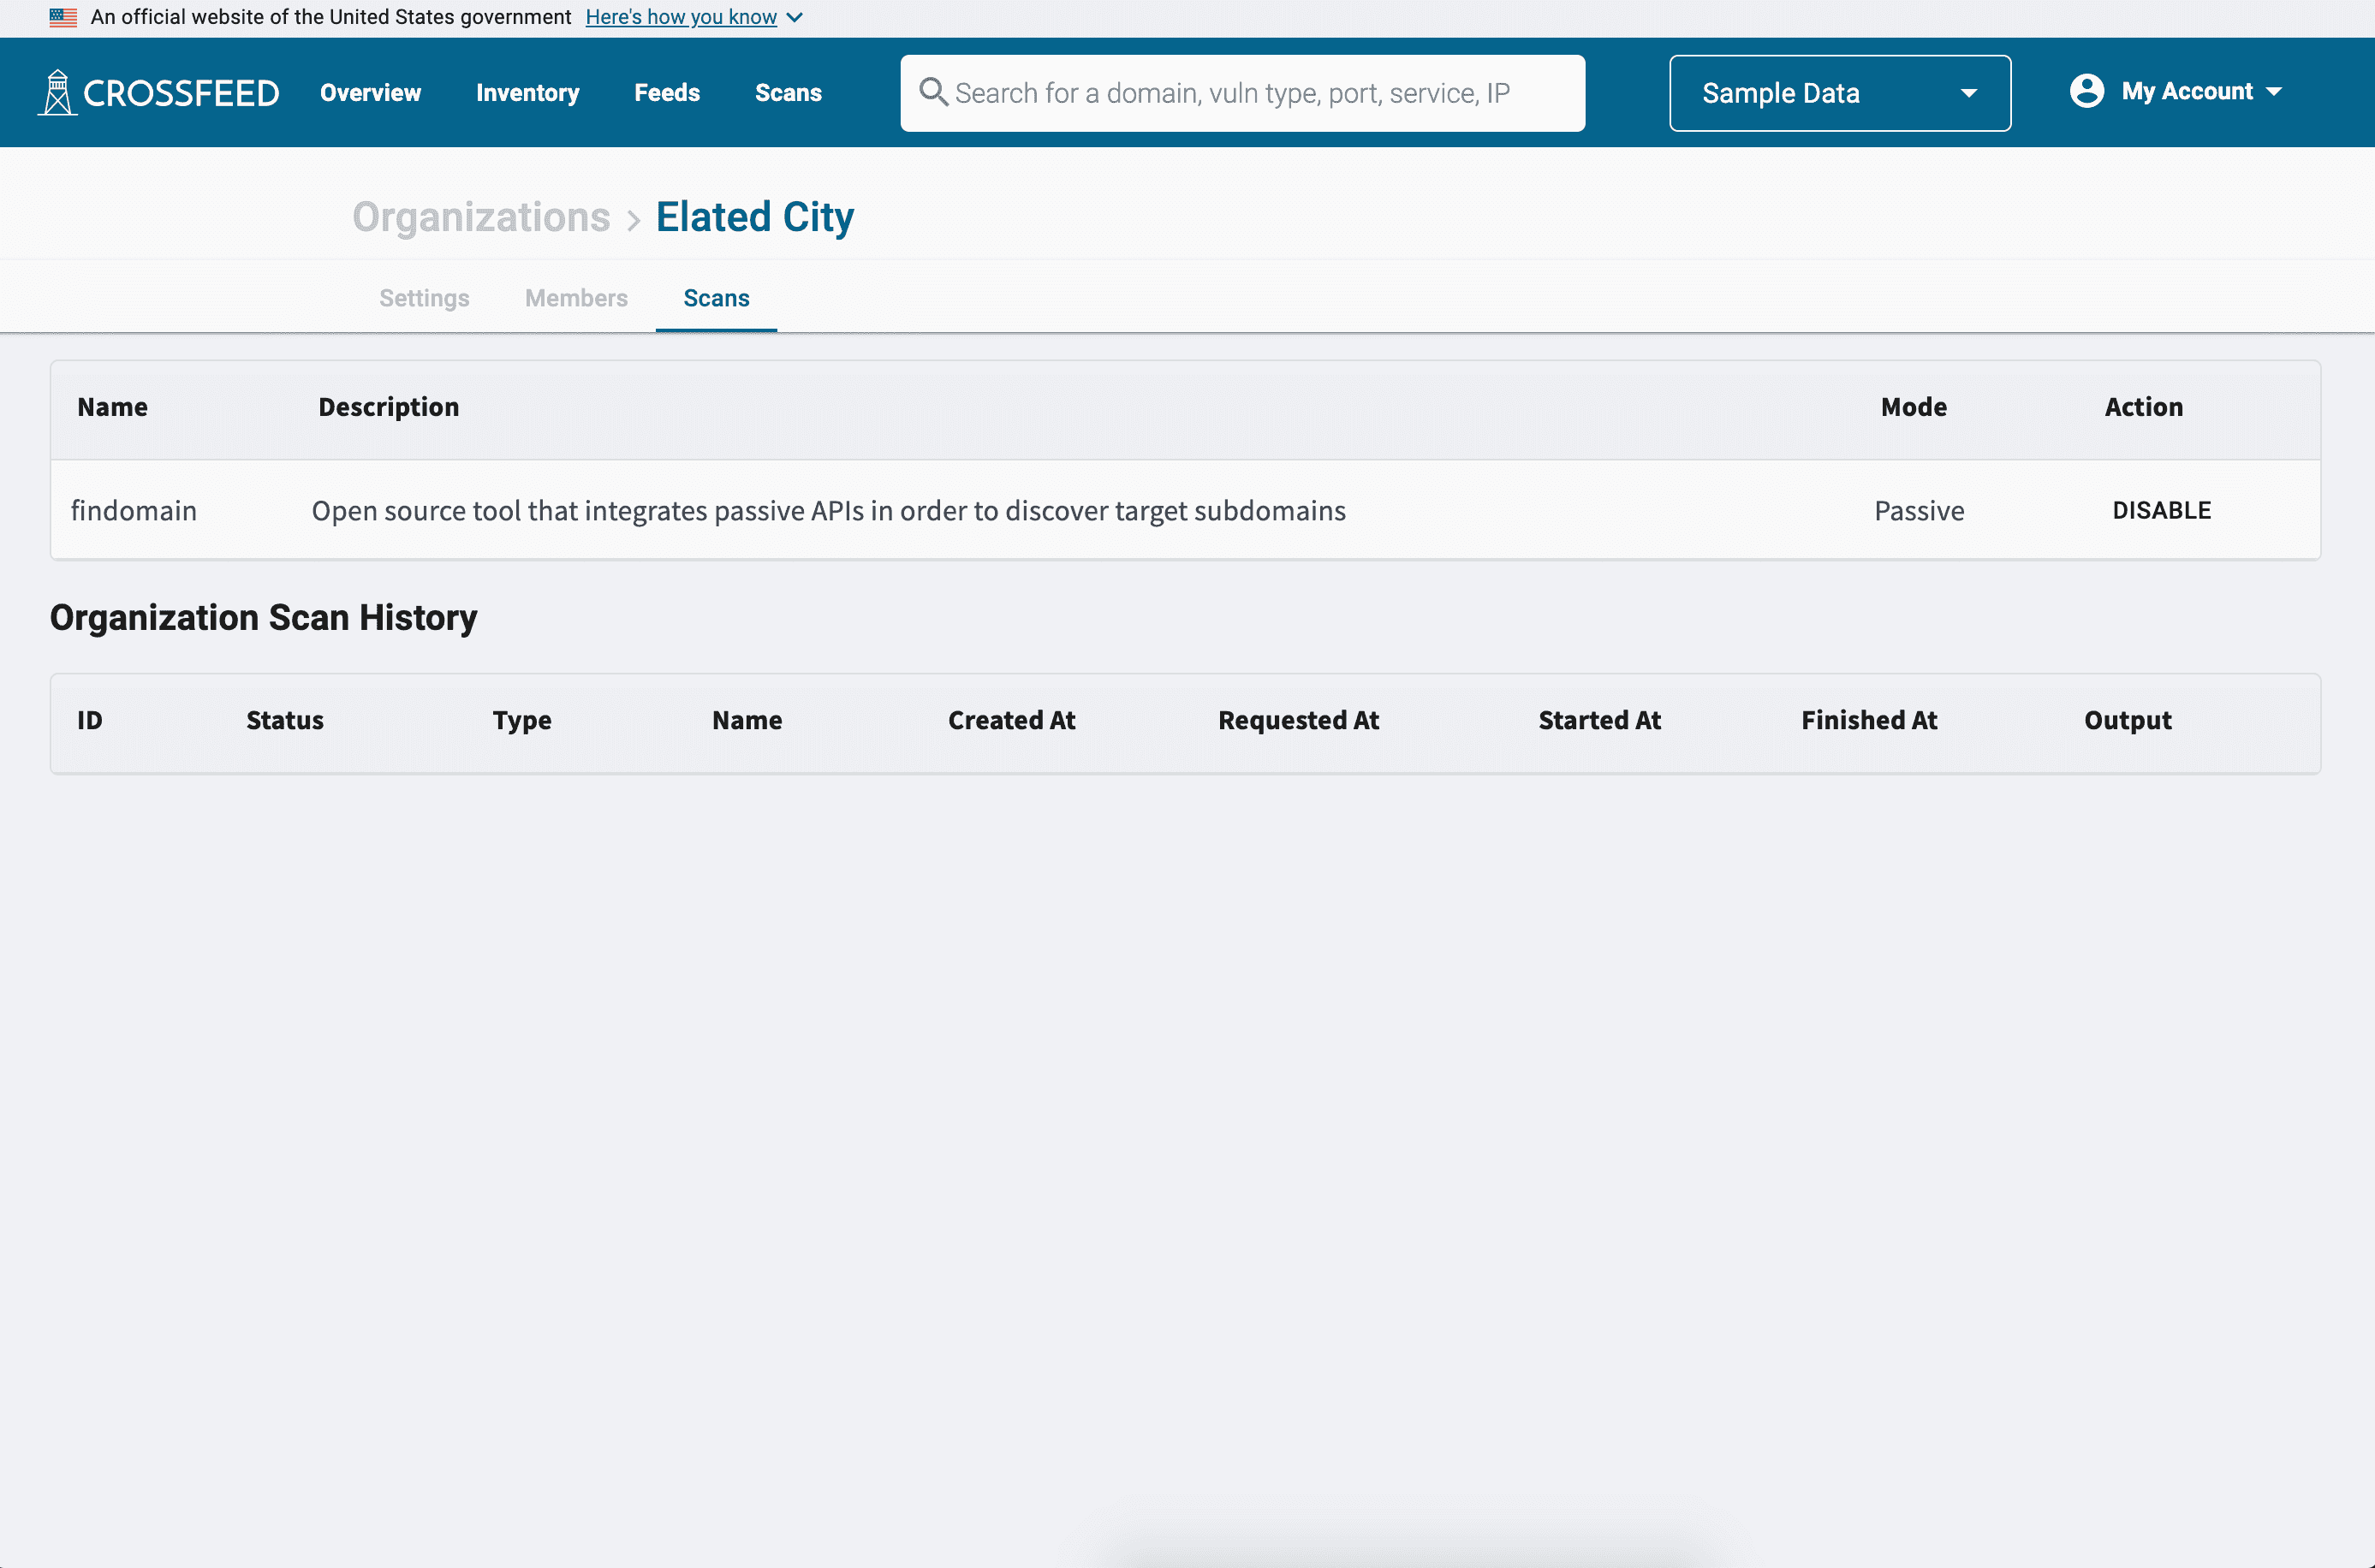 An official website of the United States government Here's how you know
CROSSFEED Overview Inventory Feeds Scans Search for a domain, vuln type, port, service, IP Sample Data My Account
Organizations › Elated City
Settings Members Scans
Name Description Mode Action
findomain Open source tool that integrates passive APIs in order to discover target subdomains Passive DISABLE
Organization Scan History
ID Status Type Name Created At Requested At Started At Finished At Output